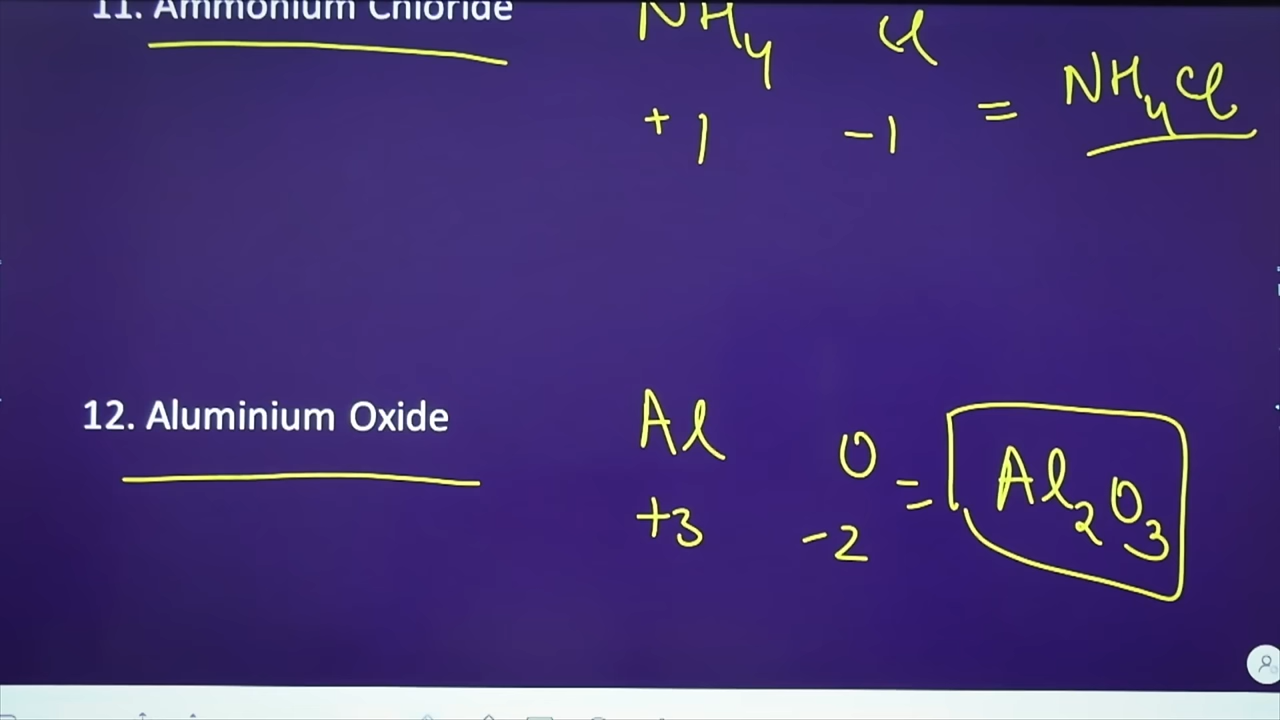 11. Ammonium Chloride NH4 Cl
+1 -1 = NH4Cl
12. Aluminium Oxide Al O = Al2O3
+3 -2